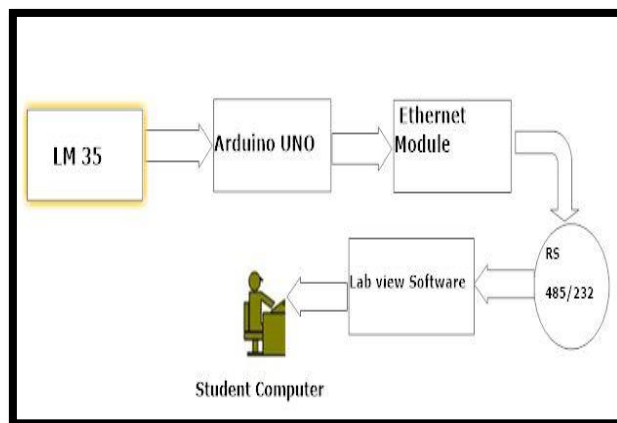 LM 35
Arduino UNO
Ethernet
Module
RS
485/232
Lab view Software
Student Computer